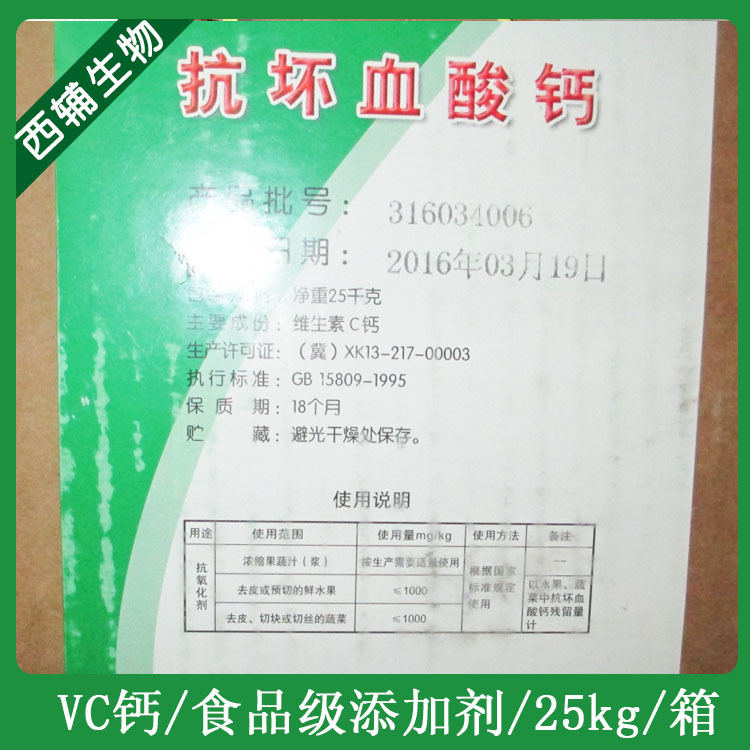 西辅生物
抗坏血酸钙
产品批号： 316034006
日期： 2016年03月19日
净重25千克
主要成份：维生素C钙
生产许可证：（冀）XK13-217-00003
执行标准：GB 15809-1995
保质期：18个月
贮藏：避光干燥处保存。
使用说明
用途 使用范围 使用量mg/kg 使用方法 备注
抗氧化剂 浓缩果蔬汁（浆） 按生产需要适量使用 根据国家标准规定使用 —
去皮或预切的鲜水果 ≤1000 以水果、蔬菜中抗坏血酸钙残留量计
去皮、切块或切丝的蔬菜 ≤1000
VC钙/食品级添加剂/25kg/箱